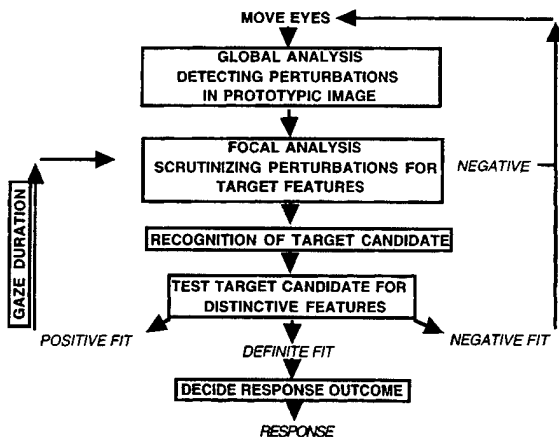 MOVE EYES
GLOBAL ANALYSIS
DETECTING PERTURBATIONS
IN PROTOTYPIC IMAGE
FOCAL ANALYSIS
SCRUTINIZING PERTURBATIONS FOR
TARGET FEATURES
NEGATIVE
GAZE DURATION
RECOGNITION OF TARGET CANDIDATE
TEST TARGET CANDIDATE FOR
DISTINCTIVE FEATURES
POSITIVE FIT
DEFINITE FIT
NEGATIVE FIT
DECIDE RESPONSE OUTCOME
RESPONSE